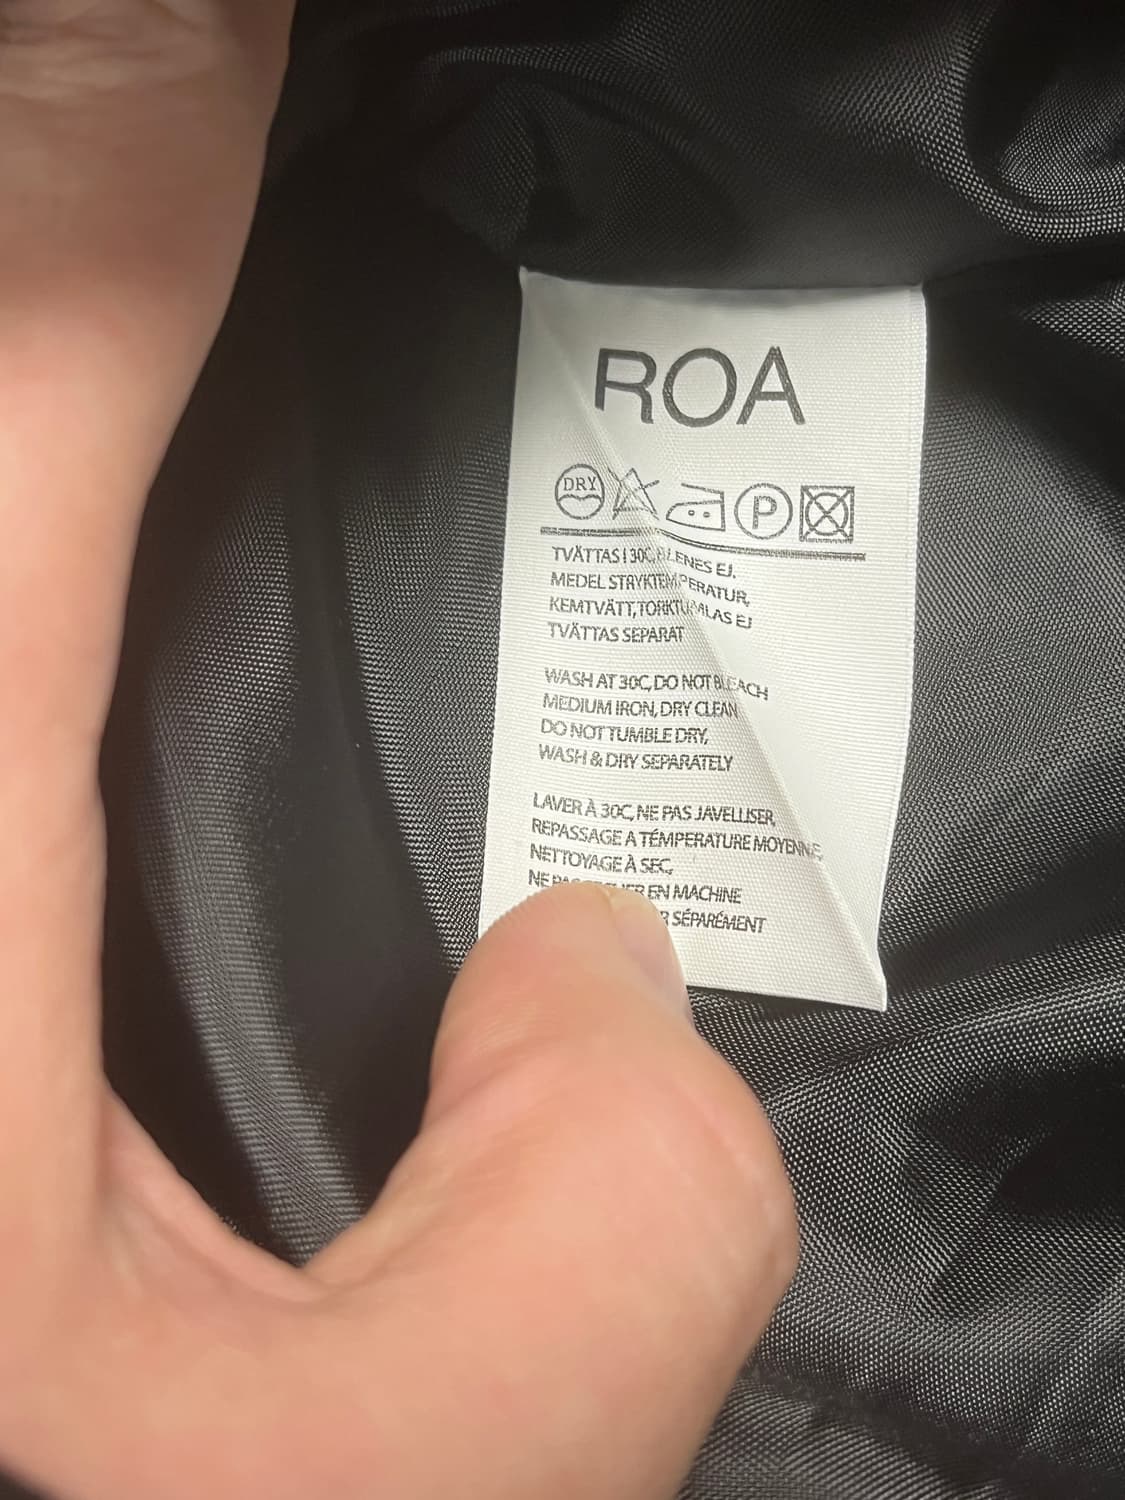 ROA
DRY P
TVÄTTAS I 30C, BLENES EJ.
MEDEL STRYKTEMPERATUR,
KEMTVÄTT, TORKTUMLAS EJ
TVÄTTAS SEPARAT
WASH AT 30C, DO NOT BLEACH
MEDIUM IRON, DRY CLEAN
DO NOT TUMBLE DRY,
WASH & DRY SEPARATELY
LAVER À 30C, NE PAS JAVELLISER,
REPASSAGE A TÉMPERATURE MOYENNE,
NETTOYAGE À SEC,
NE PAS EN MACHINE
SÉPARÉMENT